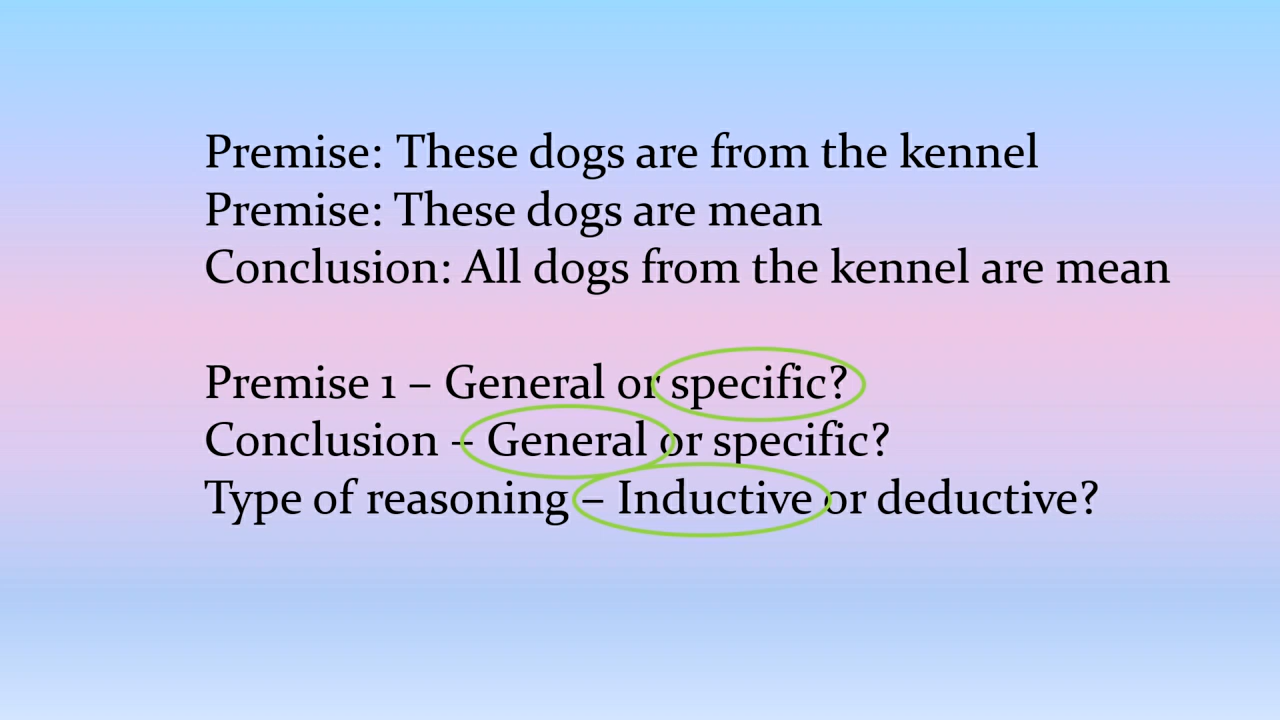 Premise: These dogs are from the kennel
Premise: These dogs are mean
Conclusion: All dogs from the kennel are mean
Premise 1 – General or specific?
Conclusion – General or specific?
Type of reasoning – Inductive or deductive?